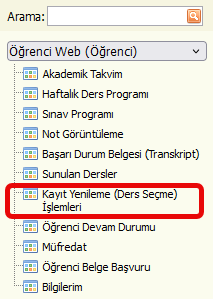 Arama:
Öğrenci Web (Öğrenci)
Akademik Takvim
Haftalık Ders Programı
Sınav Programı
Not Görüntüleme
Başarı Durum Belgesi (Transkript)
Sunulan Dersler
Kayıt Yenileme (Ders Seçme)
İşlemleri
Öğrenci Devam Durumu
Müfredat
Öğrenci Belge Başvuru
Bilgilerim